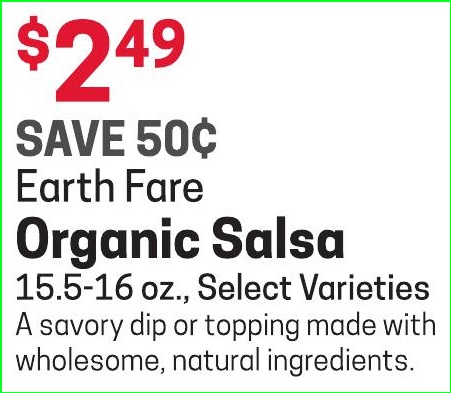 $2.49
SAVE 50¢
Earth Fare
Organic Salsa
15.5-16 oz., Select Varieties
A savory dip or topping made with
wholesome, natural ingredients.